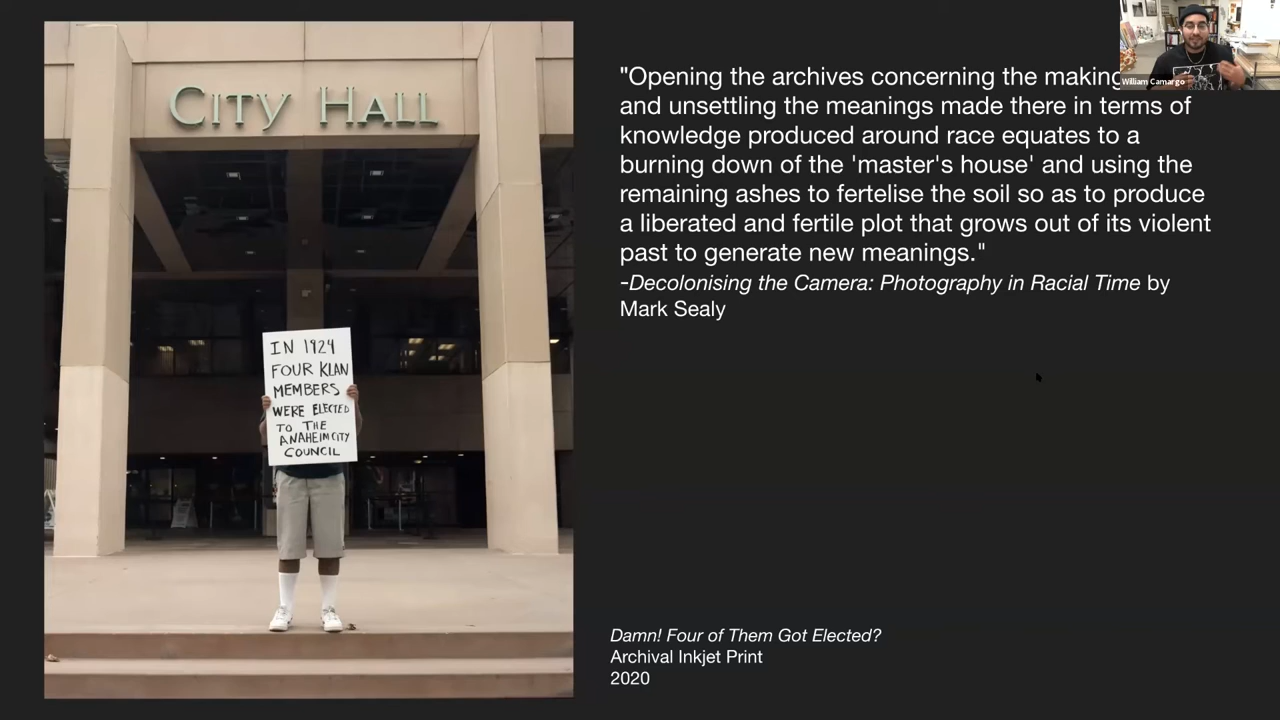 CITY HALL
IN 1924
FOUR KLAN
MEMBERS
WERE ELECTED
TO THE
ANAHEIM CITY
COUNCIL
"Opening the archives concerning the making
and unsettling the meanings made there in terms of
knowledge produced around race equates to a
burning down of the 'master's house' and using the
remaining ashes to fertelise the soil so as to produce
a liberated and fertile plot that grows out of its violent
past to generate new meanings."
-Decolonising the Camera: Photography in Racial Time by
Mark Sealy
Damn! Four of Them Got Elected?
Archival Inkjet Print
2020
William Camargo